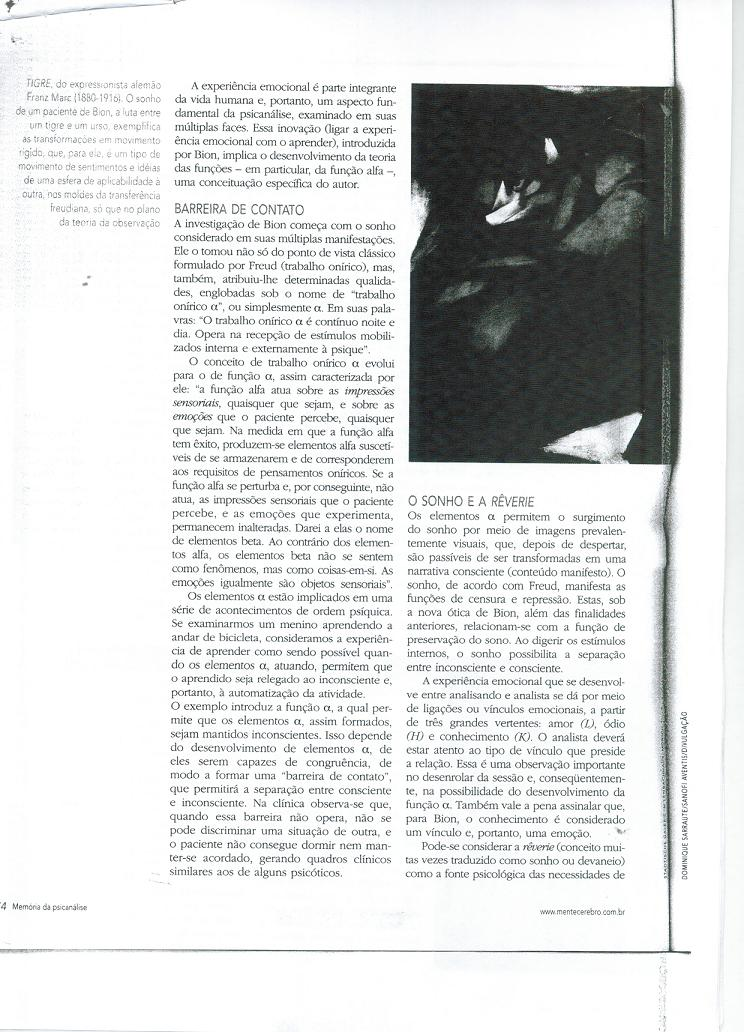 TIGRE, do expressionista alemão
Franz Marc (1880-1916). O sonho
de um paciente de Bion, a luta entre
um tigre e um urso, exemplifica
as transformações em movimento
rígido, que, para ele, é um tipo de
movimento de sentimentos e idéias
de uma esfera de aplicabilidade à
outra, nos moldes da transferência
freudiana, só que no plano
da teoria da observação
A experiência emocional é parte integrante
da vida humana e, portanto, um aspecto fun-
damental da psicanálise, examinado em suas
múltiplas faces. Essa inovação (ligar a experi-
ência emocional com o aprender), introduzida
por Bion, implica o desenvolvimento da teoria
das funções – em particular, da função alfa –,
uma conceituação específica do autor.
BARREIRA DE CONTATO
A investigação de Bion começa com o sonho
considerado em suas múltiplas manifestações.
Ele o tomou não só do ponto de vista clássico
formulado por Freud (trabalho onírico), mas,
também, atribuiu-lhe determinadas qualida-
des, englobadas sob o nome de “trabalho
onírico α”, ou simplesmente α. Em suas pala-
vras: “O trabalho onírico α é contínuo noite e
dia. Opera na recepção de estímulos mobili-
zados interna e externamente à psique”.
O conceito de trabalho onírico α evolui
para o de função α, assim caracterizada por
ele: “a função alfa atua sobre as impressões
sensoriais, quaisquer que sejam, e sobre as
emoções que o paciente percebe, quaisquer
que sejam. Na medida em que a função alfa
tem êxito, produzem-se elementos alfa suscetí-
veis de se armazenarem e de corresponderem
aos requisitos de pensamentos oníricos. Se a
função alfa se perturba e, por conseguinte, não
atua, as impressões sensoriais que o paciente
percebe, e as emoções que experimenta,
permanecem inalteradas. Darei a elas o nome
de elementos beta. Ao contrário dos elemen-
tos alfa, os elementos beta não se sentem
como fenômenos, mas como coisas-em-si. As
emoções igualmente são objetos sensoriais”.
Os elementos α estão implicados em uma
série de acontecimentos de ordem psíquica.
Se examinarmos um menino aprendendo a
andar de bicicleta, consideramos a experiên-
cia de aprender como sendo possível quan-
do os elementos α, atuando, permitem que
o aprendido seja relegado ao inconsciente e,
portanto, à automatização da atividade.
O exemplo introduz a função α, a qual per-
mite que os elementos α, assim formados,
sejam mantidos inconscientes. Isso depende
do desenvolvimento de elementos α, de
eles serem capazes de congruência, de
modo a formar uma “barreira de contato”,
que permitirá a separação entre consciente
e inconsciente. Na clínica observa-se que,
quando essa barreira não opera, não se
pode discriminar uma situação de outra, e
o paciente não consegue dormir nem man-
ter-se acordado, gerando quadros clínicos
similares aos de alguns psicóticos.
O SONHO E A RÊVERIE
Os elementos α permitem o surgimento
do sonho por meio de imagens prevalen-
temente visuais, que, depois de despertar,
são passíveis de ser transformadas em uma
narrativa consciente (conteúdo manifesto). O
sonho, de acordo com Freud, manifesta as
funções de censura e repressão. Estas, sob
a nova ótica de Bion, além das finalidades
anteriores, relacionam-se com a função de
preservação do sono. Ao digerir os estímulos
internos, o sonho possibilita a separação
entre inconsciente e consciente.
A experiência emocional que se desenvol-
ve entre analisando e analista se dá por meio
de ligações ou vínculos emocionais, a partir
de três grandes vertentes: amor (L), ódio
(H) e conhecimento (K). O analista deverá
estar atento ao tipo de vínculo que preside
a relação. Essa é uma observação importante
no desenrolar da sessão e, conseqüentemen-
te, na possibilidade do desenvolvimento da
função α. Também vale a pena assinalar que,
para Bion, o conhecimento é considerado
um vínculo e, portanto, uma emoção.
Pode-se considerar a rêverie (conceito mui-
tas vezes traduzido como sonho ou devaneio)
como a fonte psicológica das necessidades de
DOMINIQUE SARRAUTE/SANOFI AVENTIS/DIVULGAÇÃO
4 Memória da psicanálise
www.mentecerebro.com.br